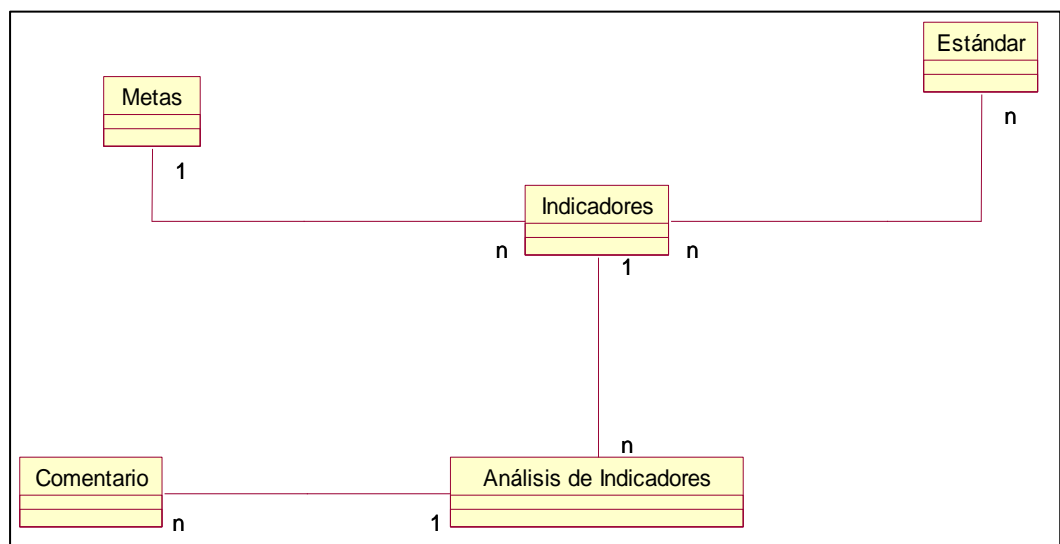 Estándar
Metas
n
1
Indicadores
n
1
n
n
Comentario
Análisis de Indicadores
n
1